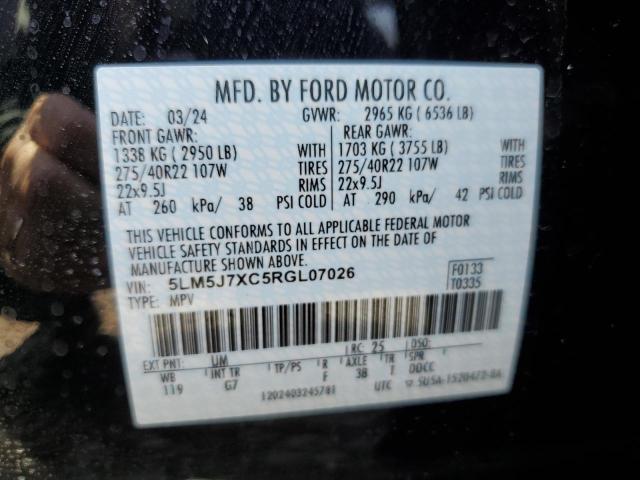 MFD. BY FORD MOTOR CO.
DATE: 03/24 GVWR: 2965 KG (6536 LB)
FRONT GAWR: REAR GAWR:
1338 KG (2950 LB) WITH 1703 KG (3755 LB) WITH
275/40R22 107W TIRES 275/40R22 107W TIRES
22x9.5J RIMS 22x9.5J RIMS
AT 260 kPa/ 38 PSI COLD AT 290 kPa/ 42 PSI COLD
THIS VEHICLE CONFORMS TO ALL APPLICABLE FEDERAL MOTOR
VEHICLE SAFETY STANDARDS IN EFFECT ON THE DATE OF
MANUFACTURE SHOWN ABOVE.
VIN: 5LM5J7XC5RGL07026 F0133
TYPE: MPV T0335
EXT PNT: UM RC: 25 DSO:
WB INT TR TP/PS R AXLE TR SPR
119 G7 F 3B T DDCC
1202403245781 UTC